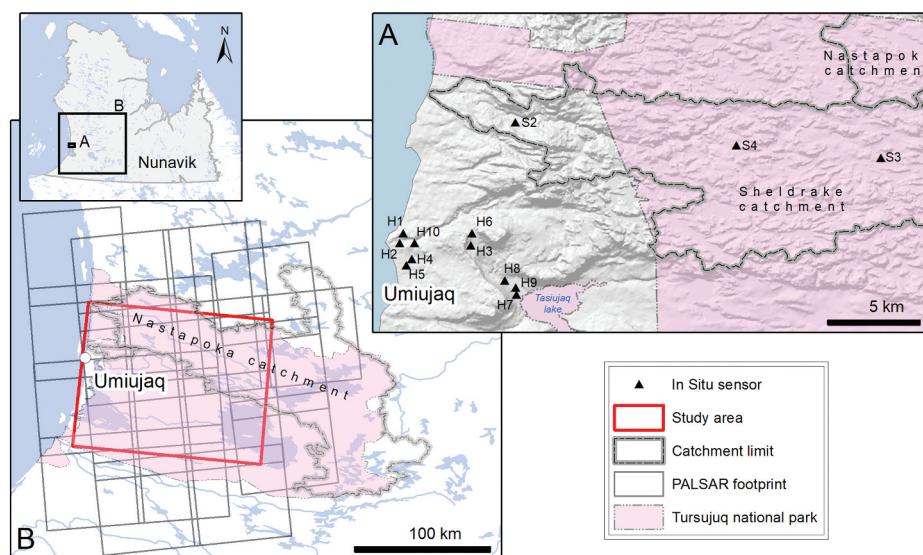 N
B
A
Nunavik
A
Nastapoka
catchment
S2
S4
S3
Sheldrake
catchment
H1
H6
H10
H2
H3
H4
H5
H8
H9
H7
Umiujaq
Tasiujaq
lake
5 km
Nastapoka catchment
Umiujaq
B
100 km
In Situ sensor
Study area
Catchment limit
PALSAR footprint
Tursujuq national park